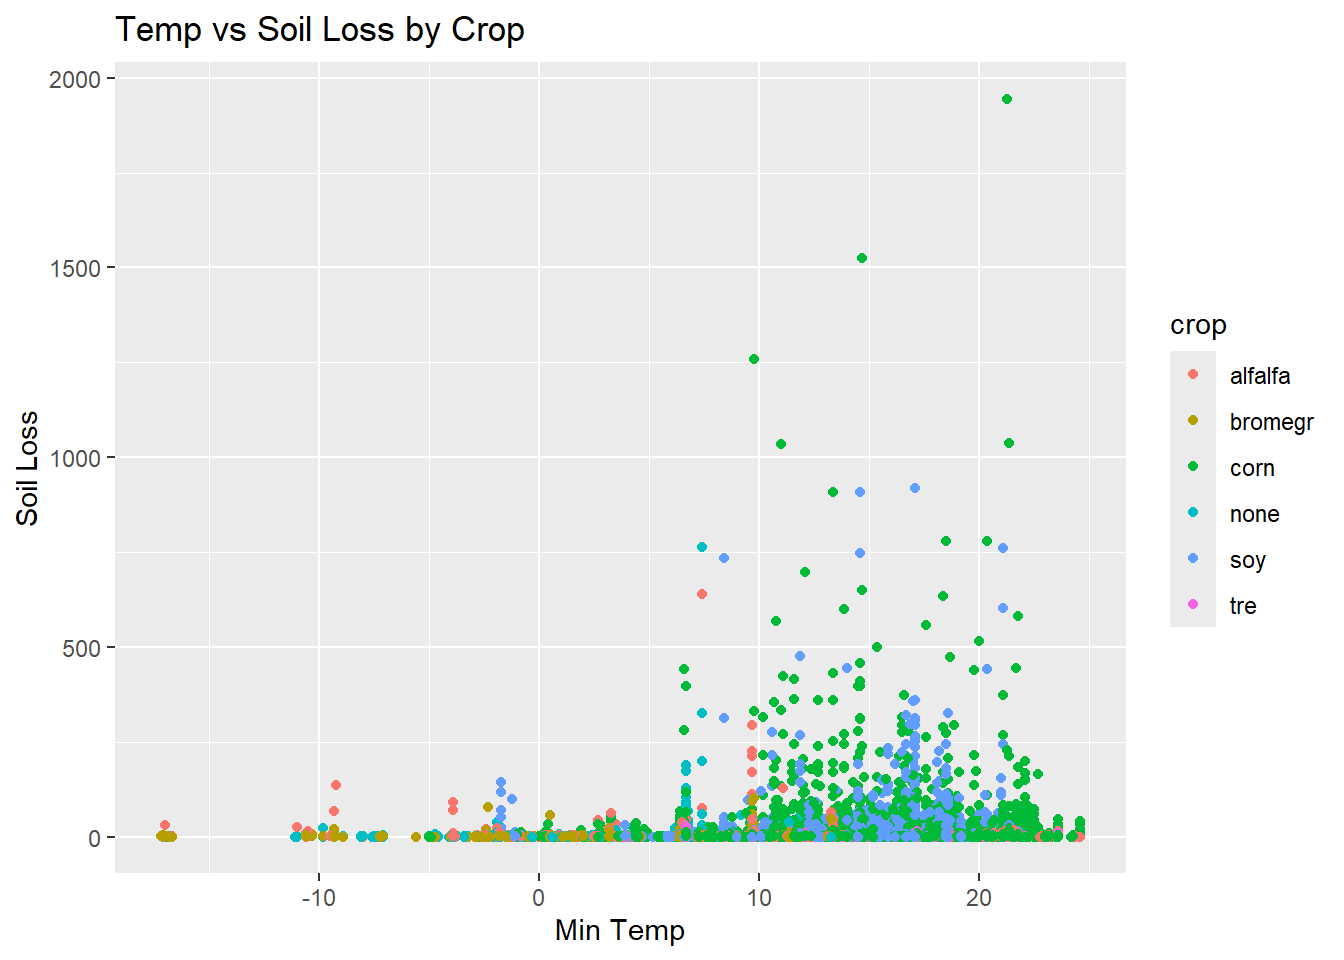 Temp vs Soil Loss by Crop
2000
1500
1000
500
0
Soil Loss
-10 0 10 20
Min Temp
crop
alfalfa
bromegr
corn
none
soy
tre